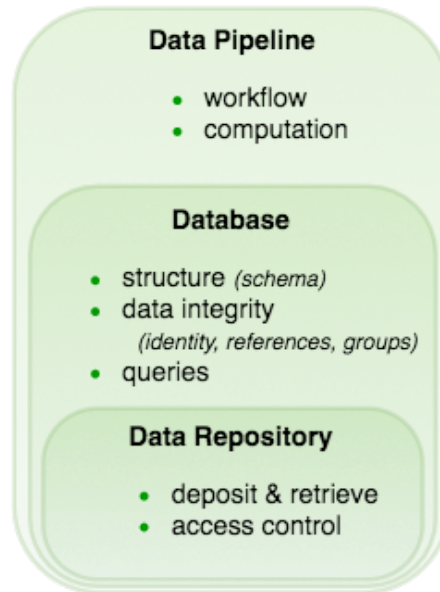 Data Pipeline
• workflow
• computation
Database
• structure (schema)
• data integrity
(identity, references, groups)
• queries
Data Repository
• deposit & retrieve
• access control